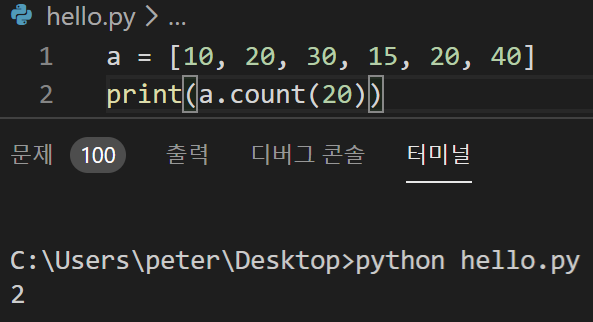 hello.py > ...
1 a = [10, 20, 30, 15, 20, 40]
2 print(a.count(20))
문제 100 출력 디버그 콘솔 터미널
C:\Users\peter\Desktop>python hello.py
2